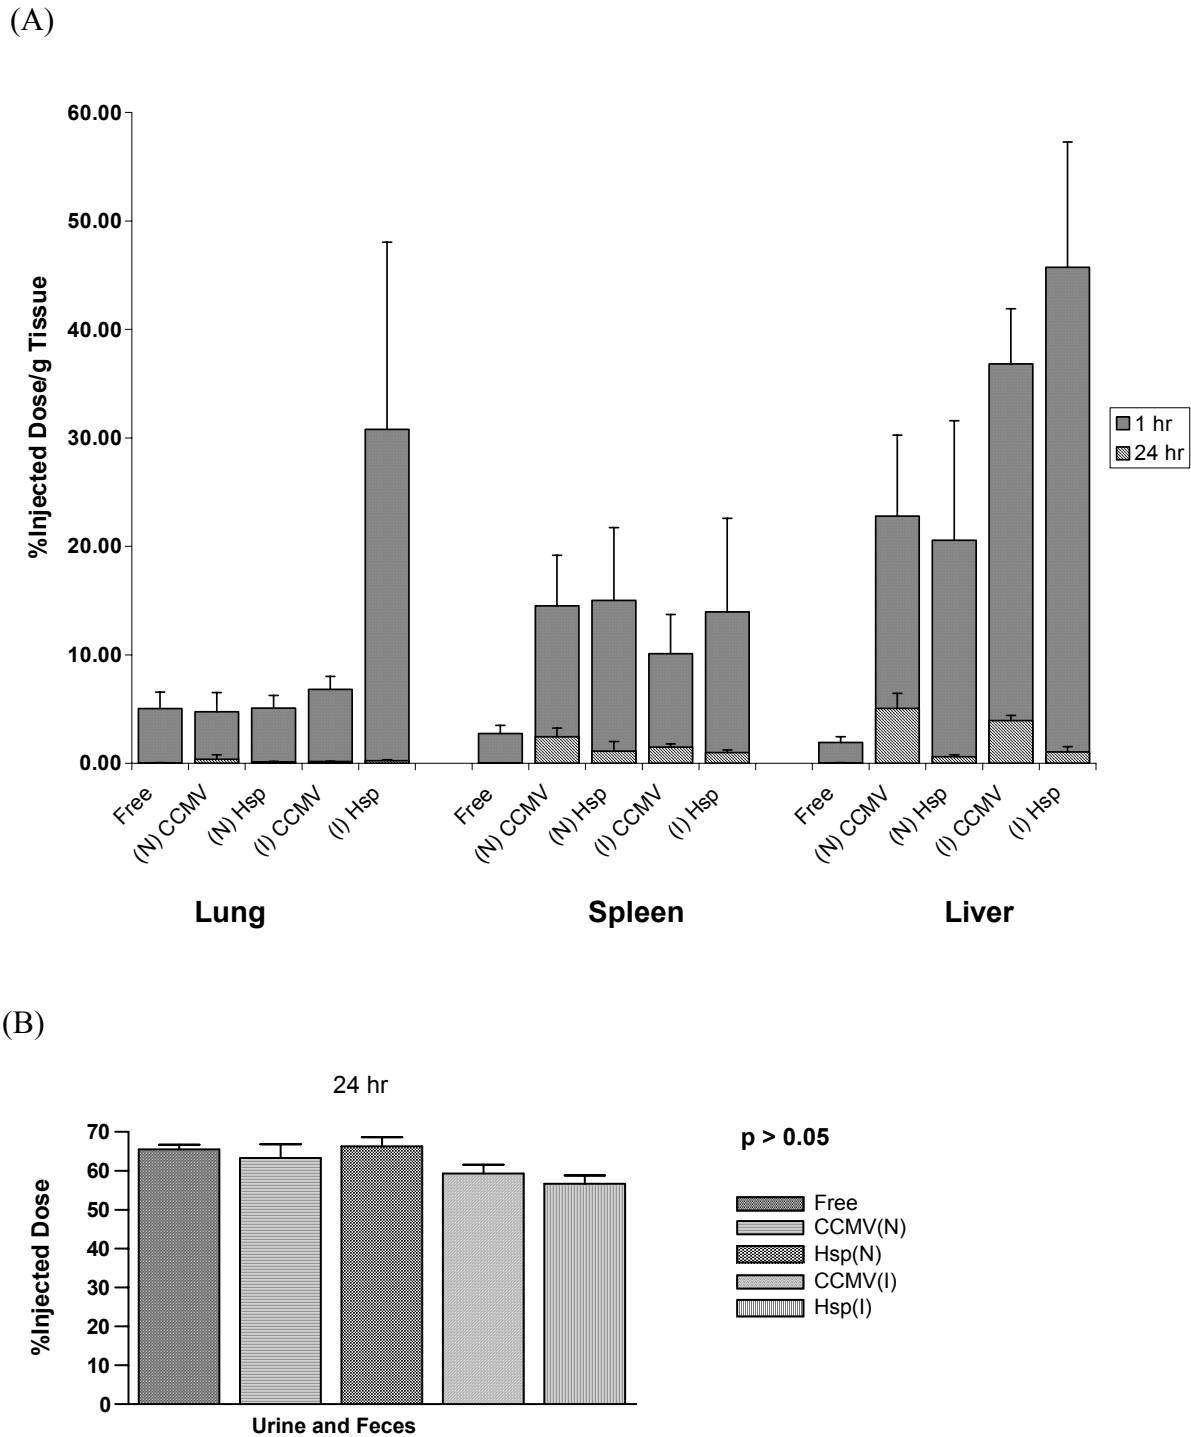 (A)
60.00
50.00
40.00
30.00
20.00
10.00
0.00
%Injected Dose/g Tissue
1 hr
24 hr
Free
(N) CCMV
(N) Hsp
(I) CCMV
(I) Hsp
Free
(N) CCMV
(N) Hsp
(I) CCMV
(I) Hsp
Free
(N) CCMV
(N) Hsp
(I) CCMV
(I) Hsp
Lung
Spleen
Liver
(B)
24 hr
70
60
50
40
30
20
10
0
%Injected Dose
Urine and Feces
p > 0.05
Free
CCMV(N)
Hsp(N)
CCMV(I)
Hsp(I)